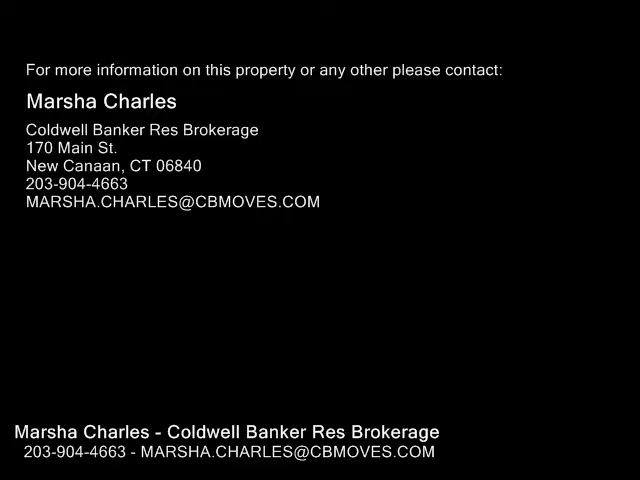 For more information on this property or any other please contact:
Marsha Charles
Coldwell Banker Res Brokerage
170 Main St.
New Canaan, CT 06840
203-904-4663
MARSHA.CHARLES@CBMOVES.COM
Marsha Charles - Coldwell Banker Res Brokerage
203-904-4663 - MARSHA.CHARLES@CBMOVES.COM